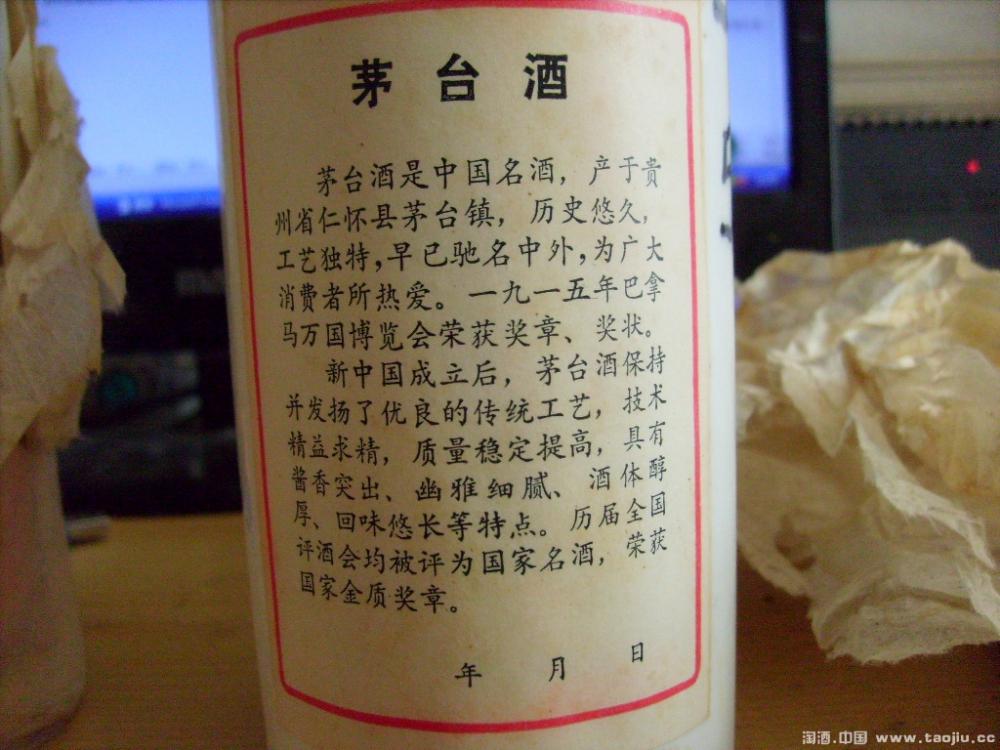 茅台酒
茅台酒是中国名酒，产于贵
州省仁怀县茅台镇，历史悠久，
工艺独特，早已驰名中外，为广大
消费者所热爱。一九一五年巴拿
马万国博览会荣获奖章、奖状。
新中国成立后，茅台酒保持
并发扬了优良的传统工艺，技术
精益求精，质量稳定提高，具有
酱香突出、幽雅细腻、酒体醇
厚、回味悠长等特点。历届全国
评酒会均被评为国家名酒，荣获
国家金质奖章。
年 月 日
淘酒.中国 www.taojiu.cc